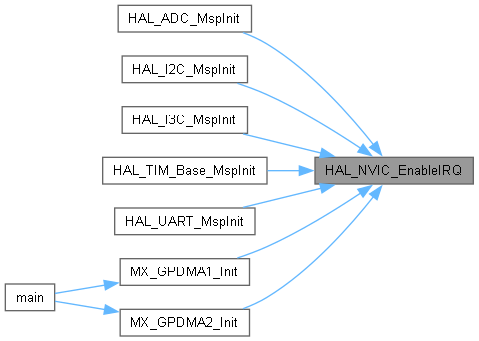 HAL_ADC_MspInit
HAL_I2C_MspInit
HAL_I3C_MspInit
HAL_TIM_Base_MspInit
HAL_NVIC_EnableIRQ
HAL_UART_MspInit
MX_GPDMA1_Init
main
MX_GPDMA2_Init